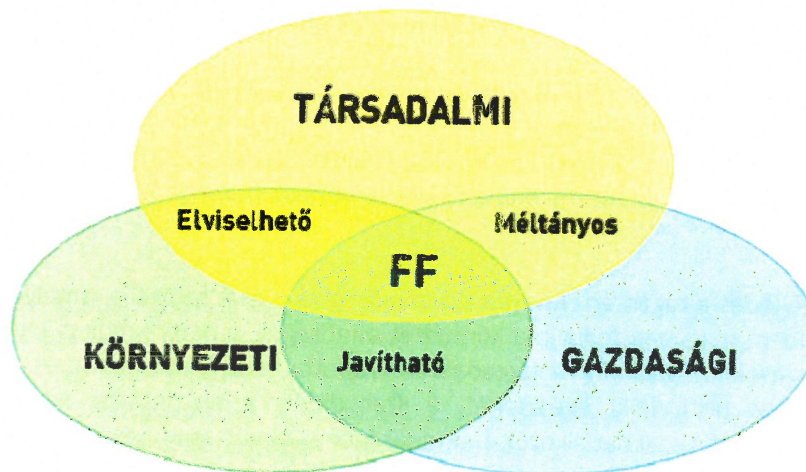 TÁRSADALMI
Elviselhető
Méltányos
FF
KÖRNYEZETI
Javítható
GAZDASÁGI